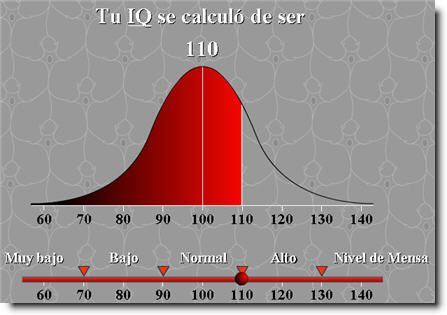 Tu IQ se calculó de ser
110
60 70 80 90 100 110 120 130 140
Muy bajo Bajo Normal Alto Nivel de Mensa
60 70 80 90 100 110 120 130 140